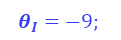 θ_I = −9;